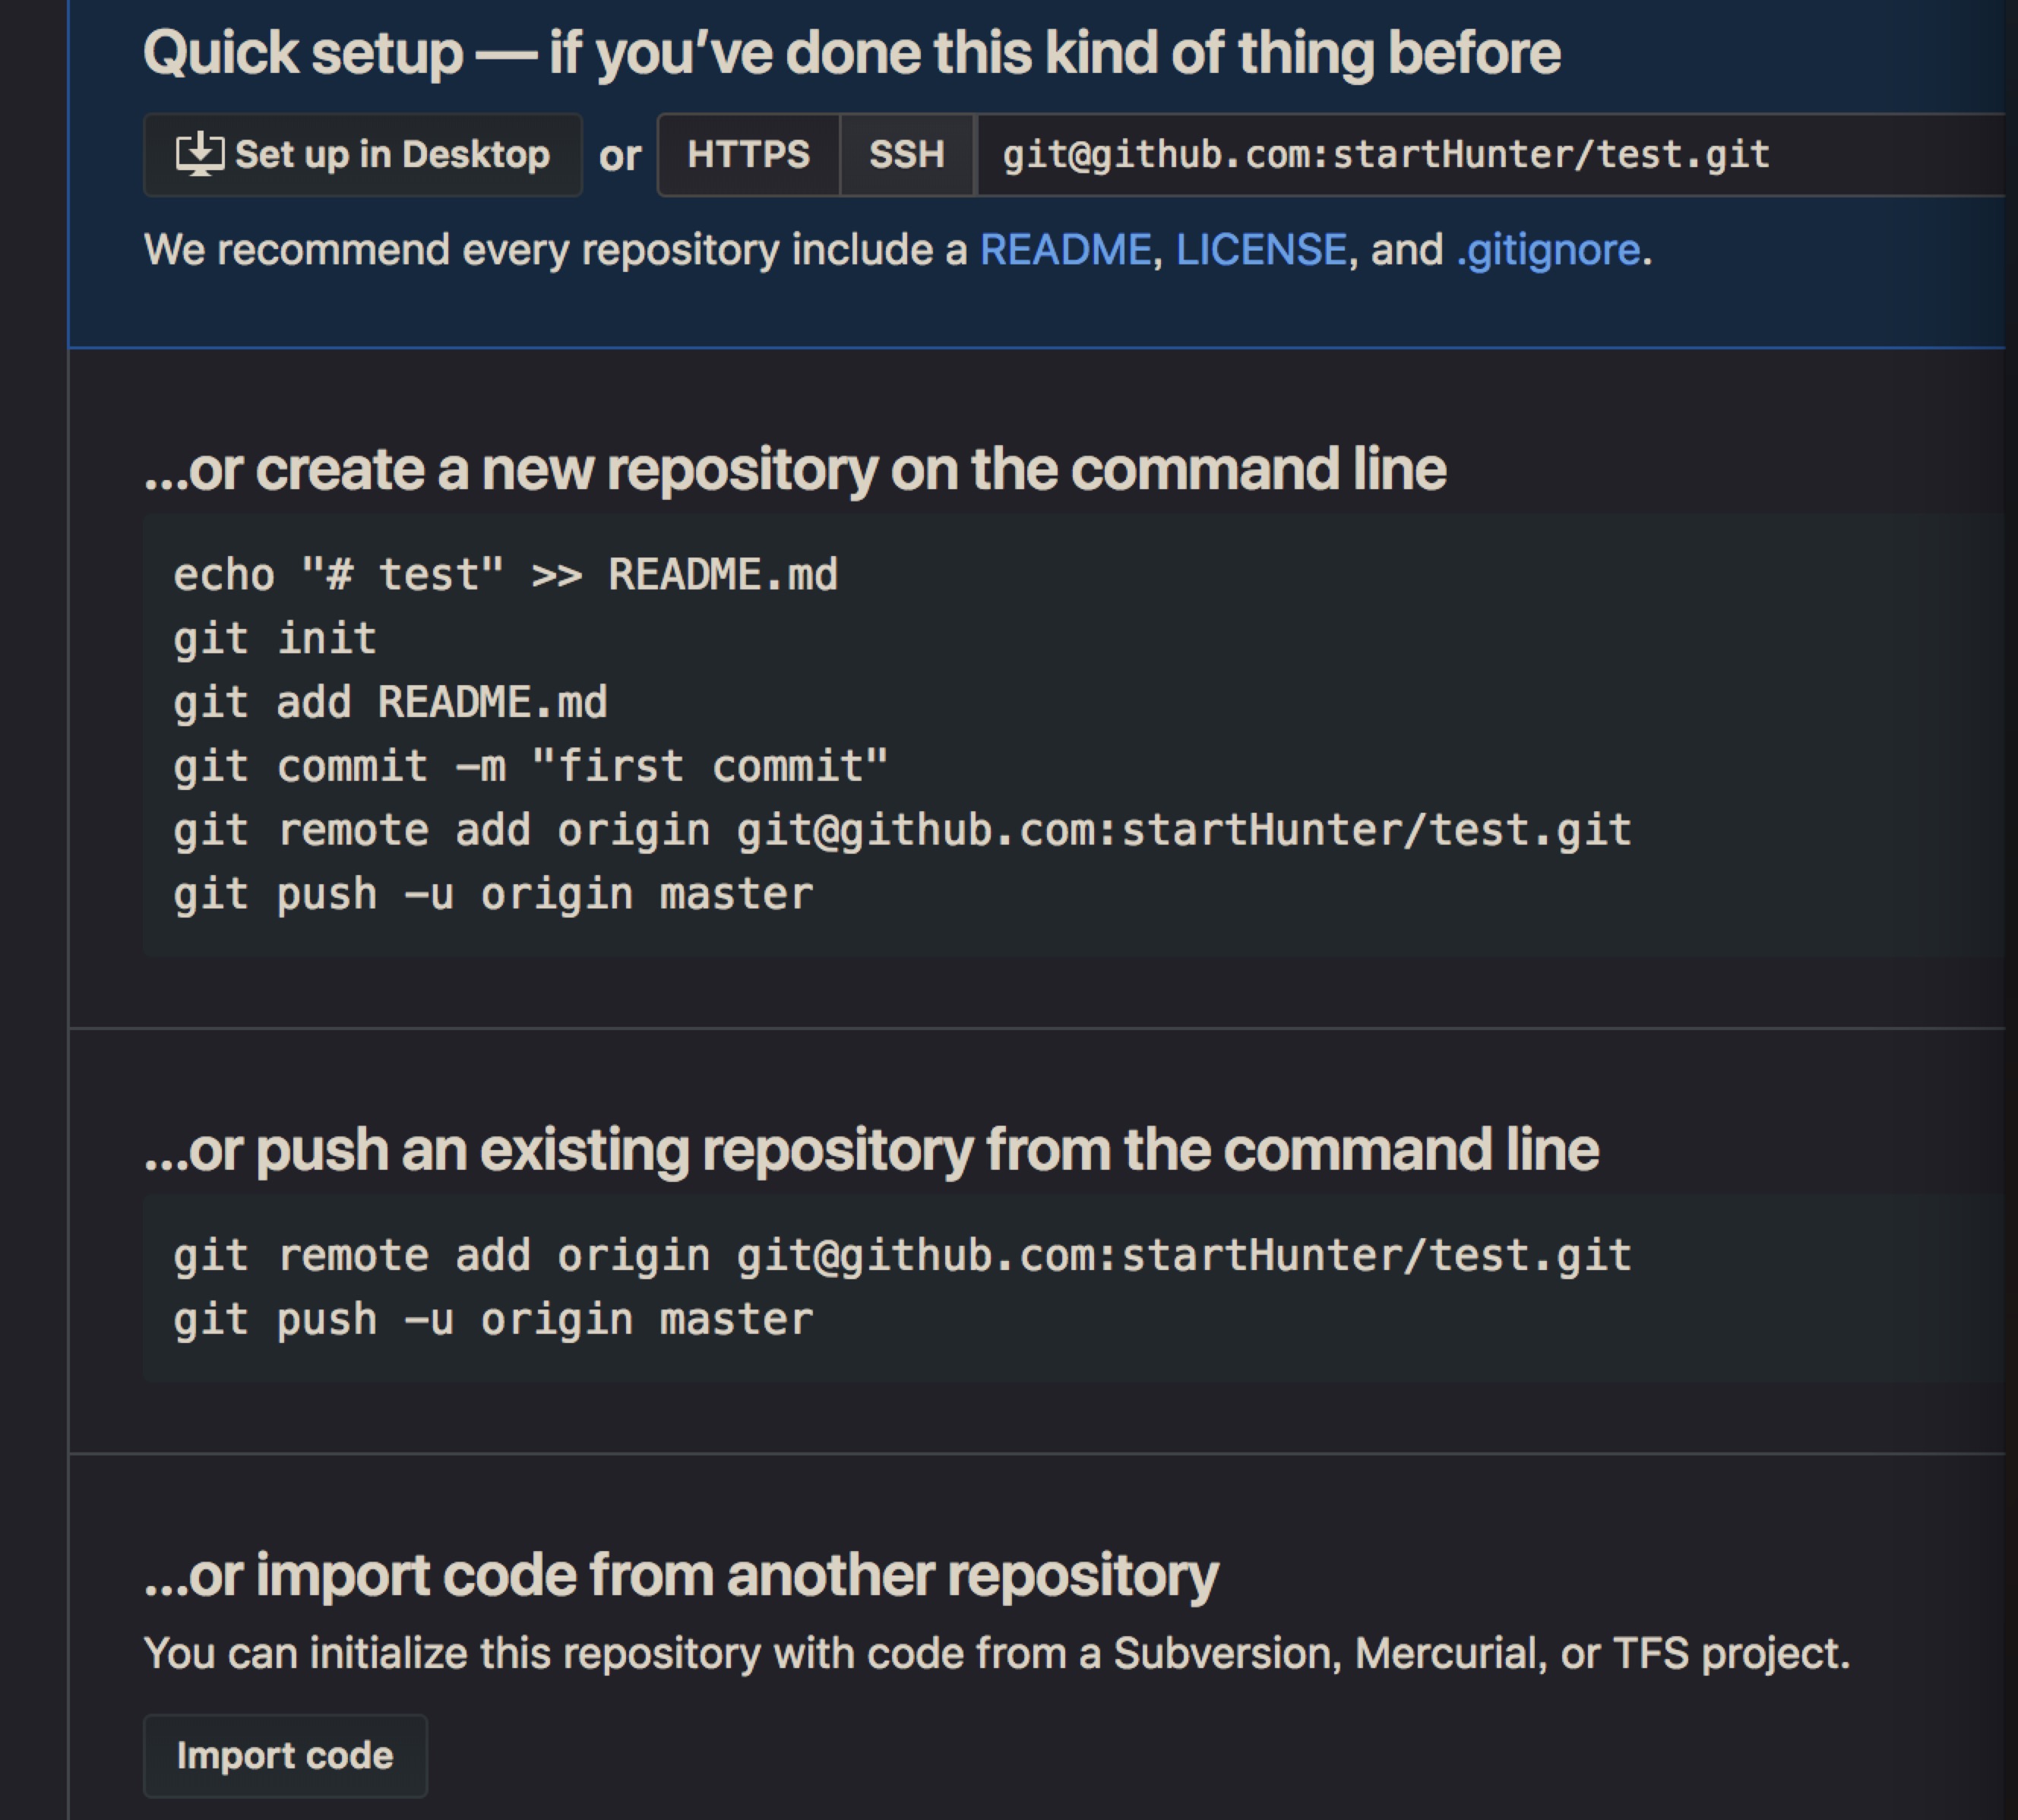 Quick setup — if you've done this kind of thing before
Set up in Desktop or HTTPS SSH git@github.com:startHunter/test.git
We recommend every repository include a README, LICENSE, and .gitignore.
...or create a new repository on the command line
echo "# test" >> README.md
git init
git add README.md
git commit -m "first commit"
git remote add origin git@github.com:startHunter/test.git
git push -u origin master
...or push an existing repository from the command line
git remote add origin git@github.com:startHunter/test.git
git push -u origin master
...or import code from another repository
You can initialize this repository with code from a Subversion, Mercurial, or TFS project.
Import code